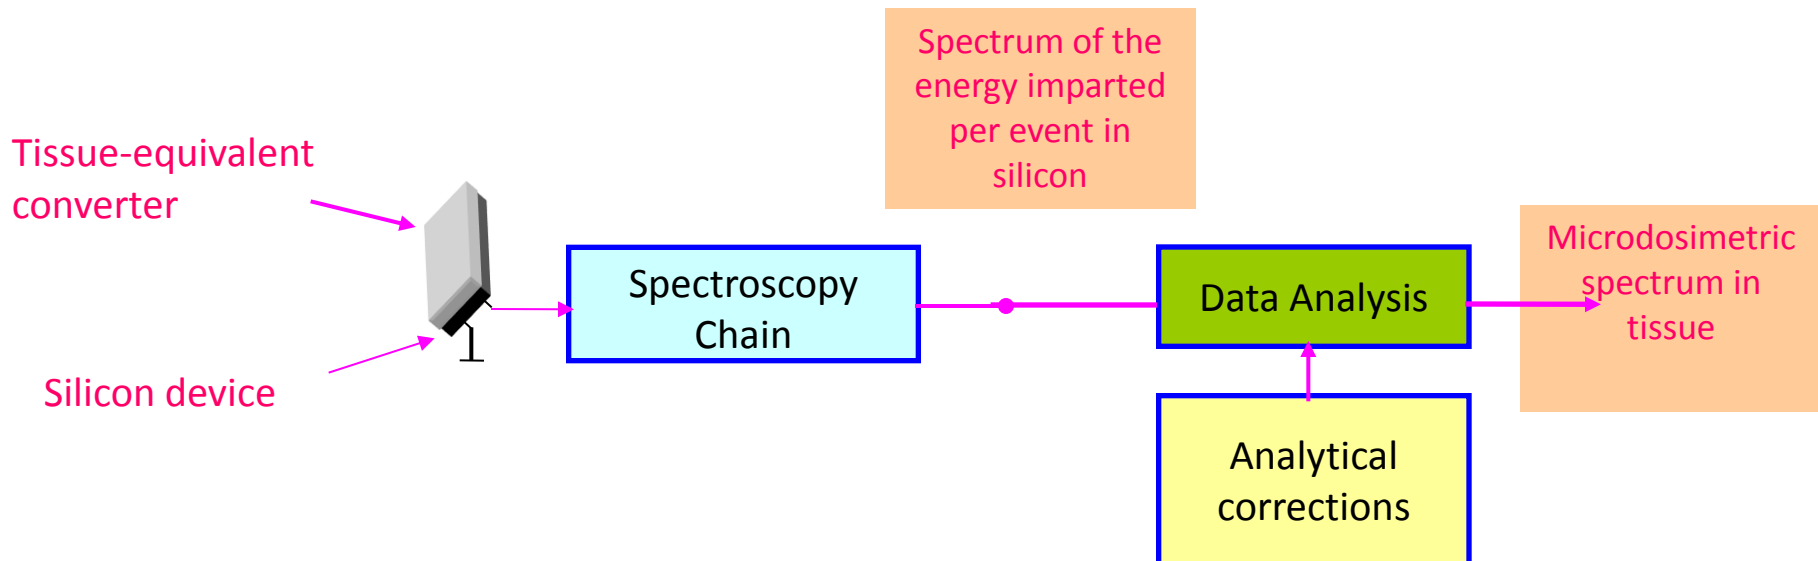 Spectrum of the
energy imparted
per event in
silicon
Tissue-equivalent
converter
Silicon device
Spectroscopy
Chain
Data Analysis
Microdosimetric
spectrum in
tissue
Analytical
corrections